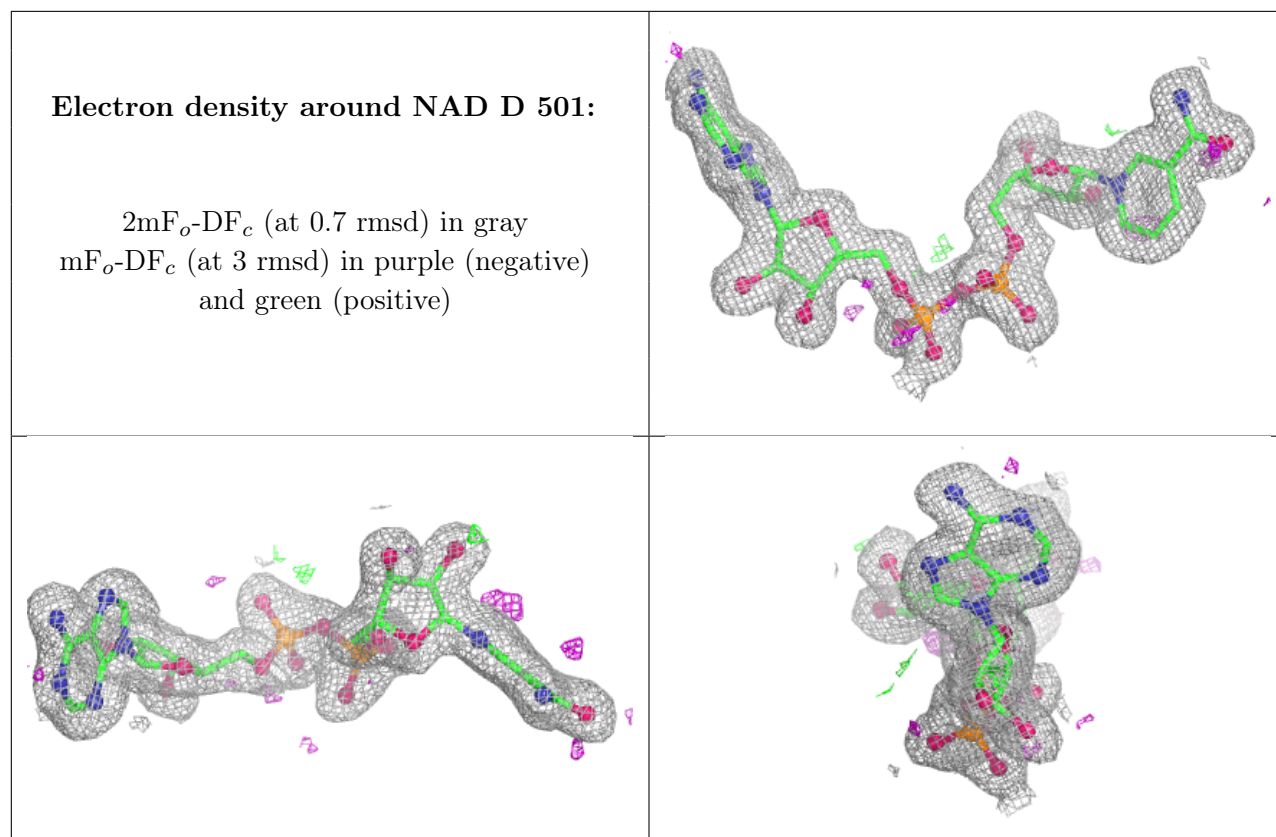 Electron density around NAD D 501:
2mFo-DFc (at 0.7 rmsd) in gray
mFo-DFc (at 3 rmsd) in purple (negative)
and green (positive)